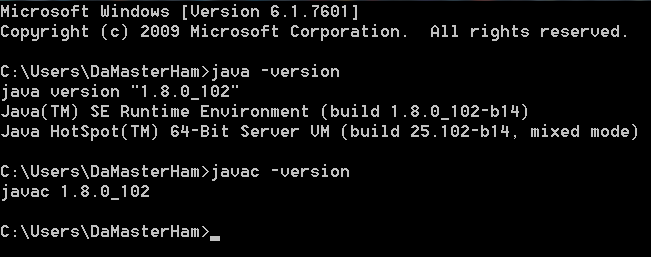 Microsoft Windows [Version 6.1.7601]
Copyright (c) 2009 Microsoft Corporation.  All rights reserved.
C:\Users\DaMasterHam>java -version
java version "1.8.0_102"
Java(TM) SE Runtime Environment (build 1.8.0_102-b14)
Java HotSpot(TM) 64-Bit Server VM (build 25.102-b14, mixed mode)
C:\Users\DaMasterHam>javac -version
javac 1.8.0_102
C:\Users\DaMasterHam>_